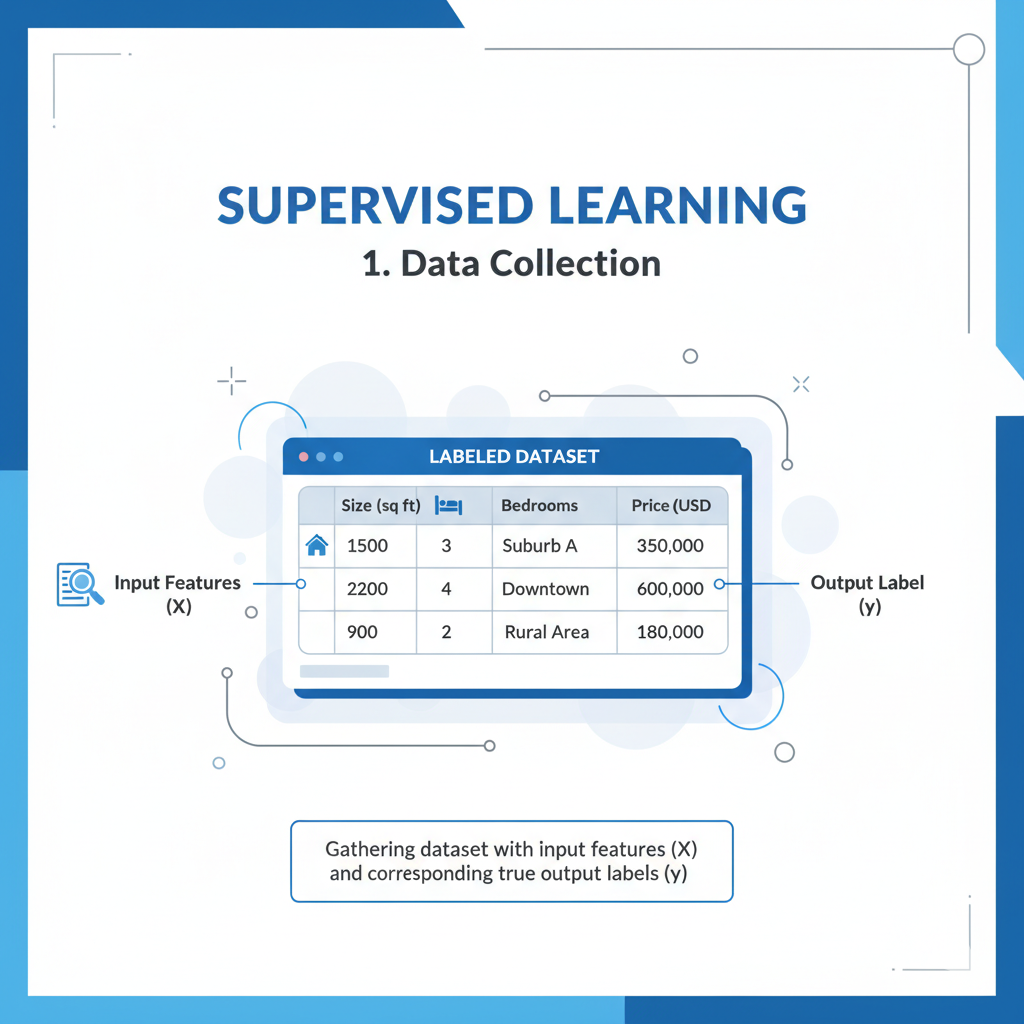 SUPERVISED LEARNING
1. Data Collection
LABELED DATASET
Size (sq ft) Bedrooms Price (USD
1500 3 Suburb A 350,000
Input Features
(X)
2200 4 Downtown 600,000
Output Label
(y)
900 2 Rural Area 180,000
Gathering dataset with input features (X)
and corresponding true output labels (y)